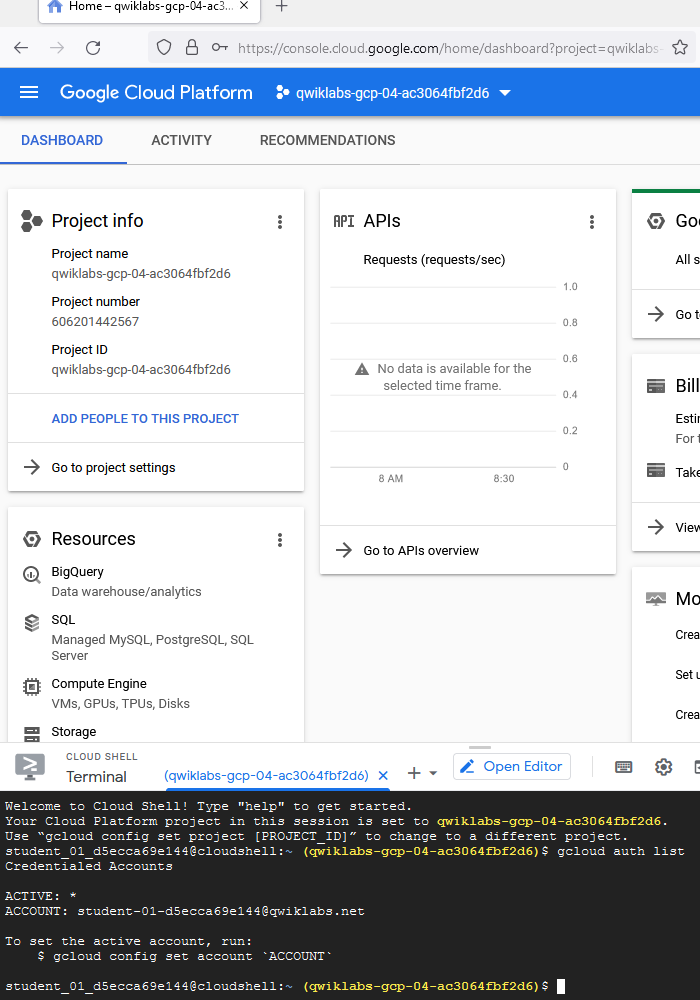 Home – qwiklabs-gcp-04-ac3...
https://console.cloud.google.com/home/dashboard?project=qwiklabs-
Google Cloud Platform
qwiklabs-gcp-04-ac3064fbf2d6
DASHBOARD
ACTIVITY
RECOMMENDATIONS
Project info
Project name
qwiklabs-gcp-04-ac3064fbf2d6
Project number
606201442567
Project ID
qwiklabs-gcp-04-ac3064fbf2d6
ADD PEOPLE TO THIS PROJECT
Go to project settings
Resources
BigQuery
Data warehouse/analytics
SQL
Managed MySQL, PostgreSQL, SQL
Server
Compute Engine
VMs, GPUs, TPUs, Disks
Storage
API APIs
Requests (requests/sec)
1.0
0.8
0.6
No data is available for the
selected time frame.
0.4
0.2
0
8 AM
8:30
Go to APIs overview
Goo
All s
Go to
Bill
Estim
For t
Take
View
Mo
Crea
Set u
Crea
CLOUD SHELL
Terminal
(qwiklabs-gcp-04-ac3064fbf2d6)
Open Editor
Welcome to Cloud Shell! Type "help" to get started.
Your Cloud Platform project in this session is set to qwiklabs-gcp-04-ac3064fbf2d6.
Use “gcloud config set project [PROJECT_ID]” to change to a different project.
student_01_d5ecca69e144@cloudshell:~ (qwiklabs-gcp-04-ac3064fbf2d6)$ gcloud auth list
Credentialed Accounts
ACTIVE: *
ACCOUNT: student-01-d5ecca69e144@qwiklabs.net
To set the active account, run:
$ gcloud config set account `ACCOUNT`
student_01_d5ecca69e144@cloudshell:~ (qwiklabs-gcp-04-ac3064fbf2d6)$